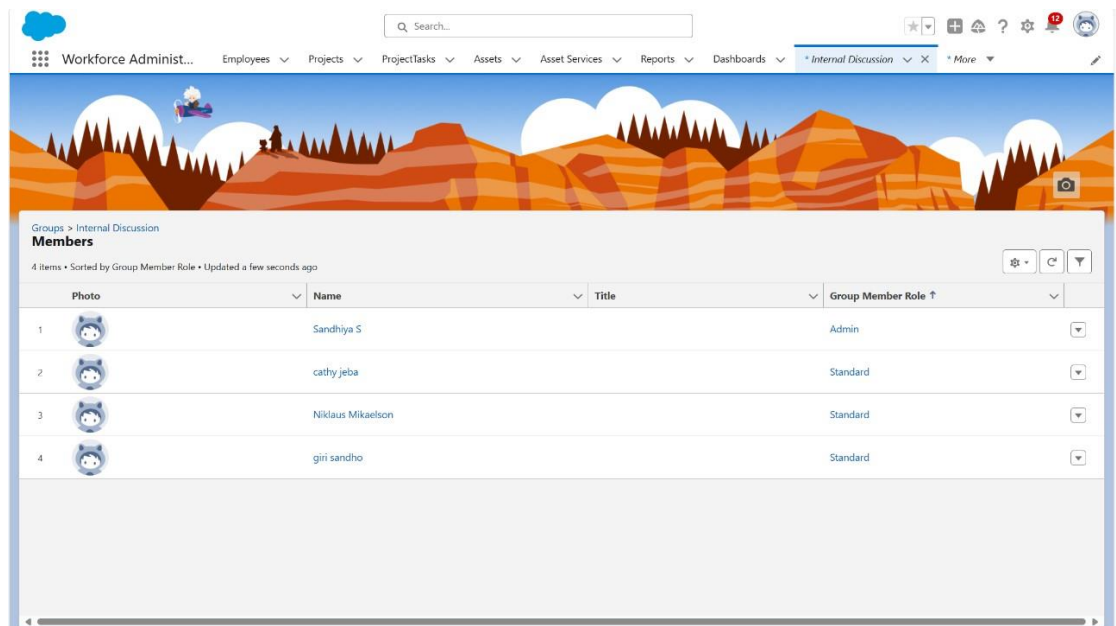 Search...
12
Workforce Administ... Employees Projects ProjectTasks Assets Asset Services Reports Dashboards * Internal Discussion * More
Groups > Internal Discussion
Members
4 items • Sorted by Group Member Role • Updated a few seconds ago
Photo Name Title Group Member Role
1 Sandhiya S Admin
2 cathy jeba Standard
3 Niklaus Mikaelson Standard
4 giri sandho Standard